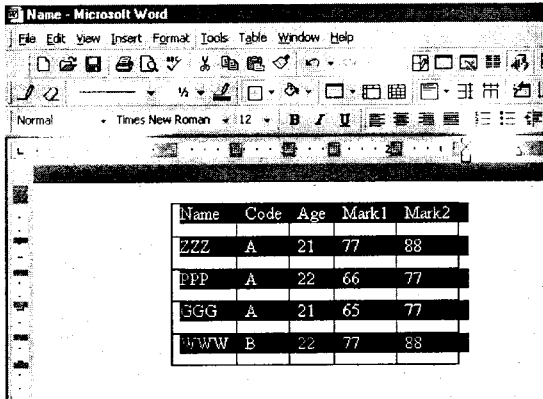 Name - Microsoft Word
File Edit View Insert Format Tools Table Window Help
½
Normal Times New Roman 12 B I U
Name Code Age Mark1 Mark2
ZZZ A 21 77 88
PPP A 22 66 77
GGG A 21 65 77
WWW B 22 77 88